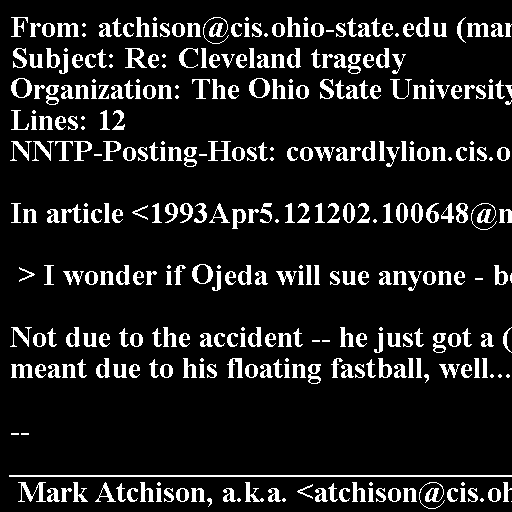 From: atchison@cis.ohio-state.edu (mar
Subject: Re: Cleveland tragedy
Organization: The Ohio State University
Lines: 12
NNTP-Posting-Host: cowardlylion.cis.o
In article <1993Apr5.121202.100648@n
> I wonder if Ojeda will sue anyone - b
Not due to the accident -- he just got a (
meant due to his floating fastball, well...
--
Mark Atchison, a.k.a. <atchison@cis.oh